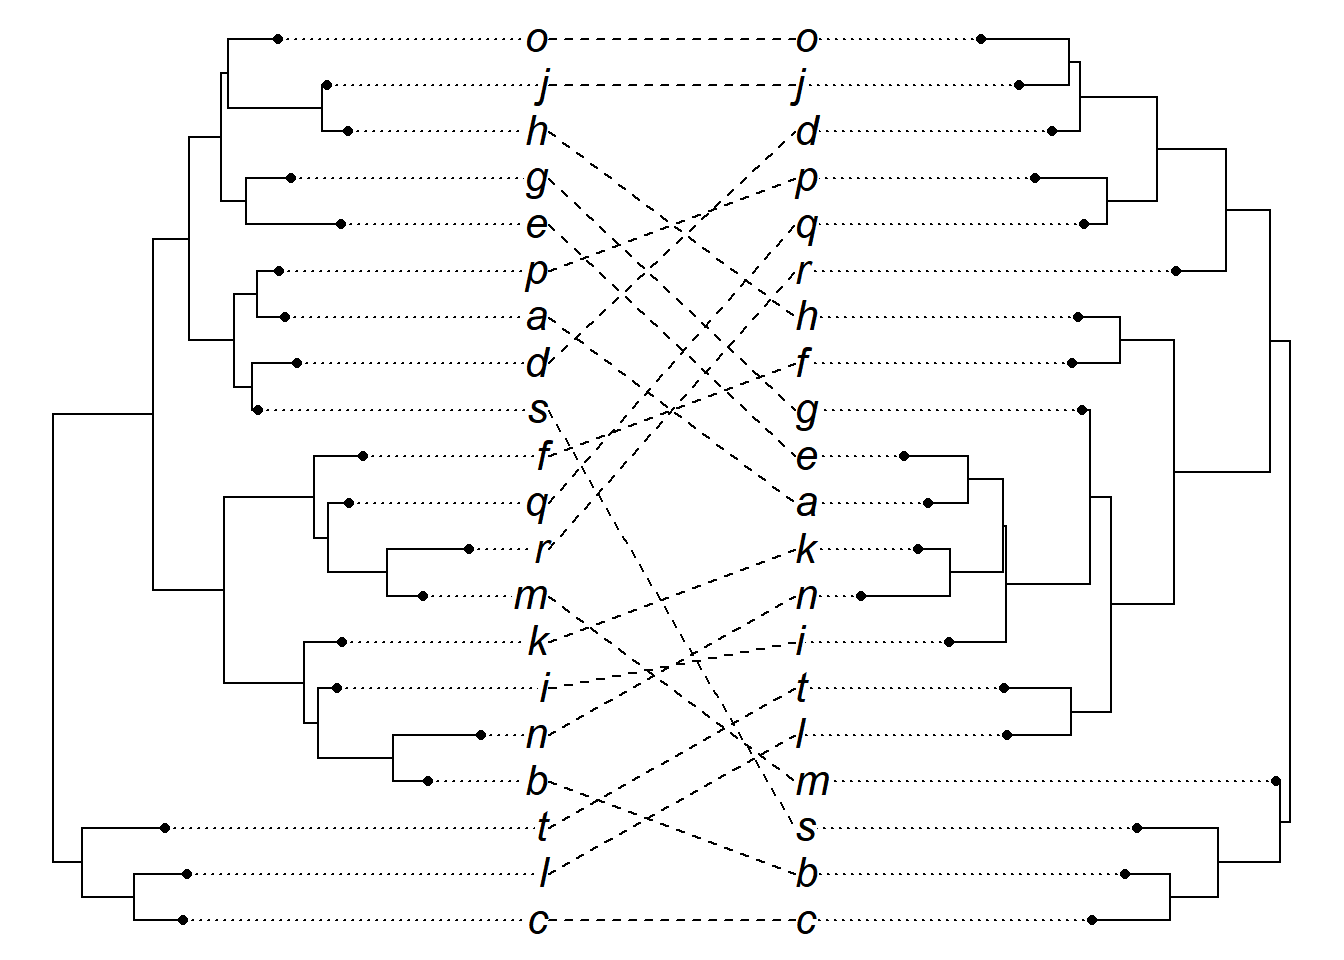 o o
j j
h d
g p
e q
p r
a h
d f
s g
f e
q a
r k
m n
k i
i t
n l
b m
t s
l b
c c